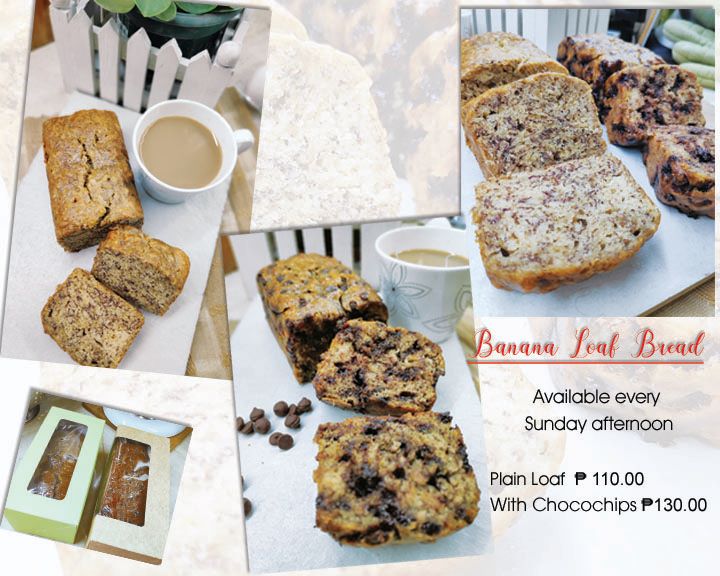 Banana Loaf Bread
Available every
Sunday afternoon
Plain Loaf ₱ 110.00
With Chocochips ₱130.00